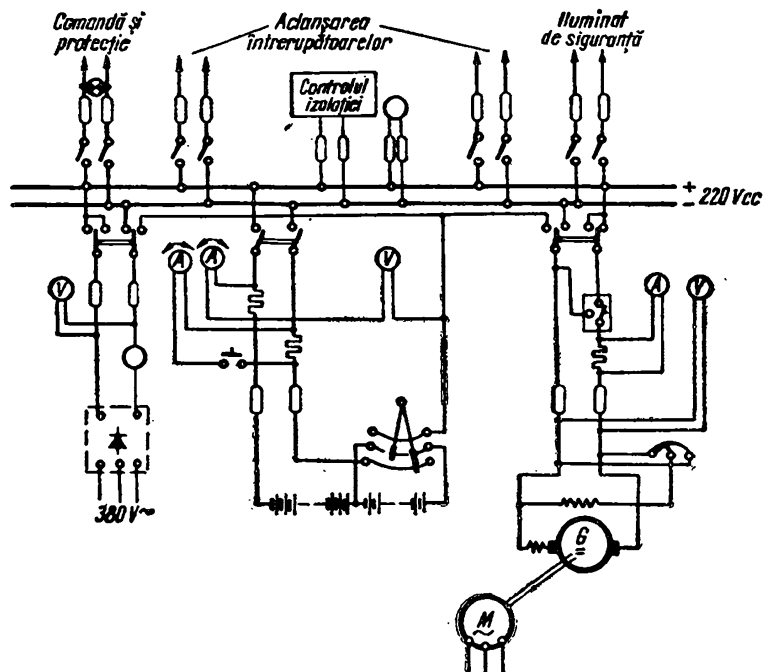 Comandă și
protecție
Aclanșarea
întrerupătoarelor
Iluminat
de siguranță
Controlul
izolației
+
- 220 Vcc
A
A
V
V
A
V
380 V~
G
=
M
~